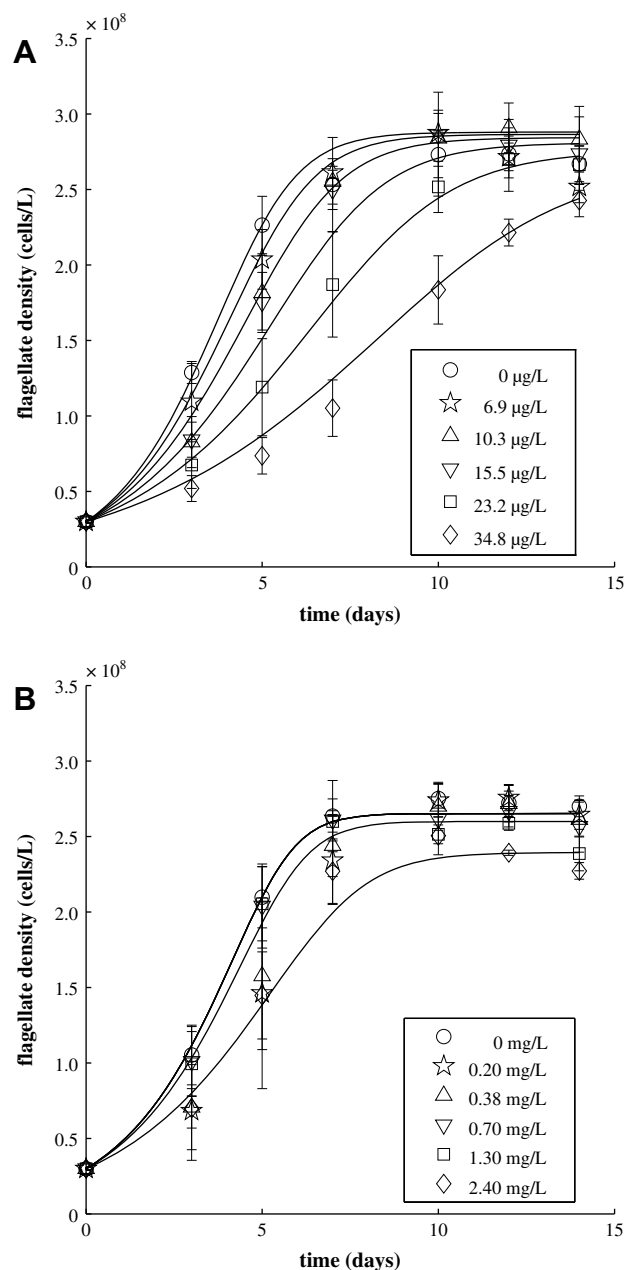 × 10⁸
A
3.5
3.0
2.5
2.0
1.5
1.0
0.5
0
flagellate density (cells/L)
0 µg/L
6.9 µg/L
10.3 µg/L
15.5 µg/L
23.2 µg/L
34.8 µg/L
0 5 10 15
time (days)
× 10⁸
B
3.5
3.0
2.5
2.0
1.5
1.0
0.5
0
flagellate density (cells/L)
0 mg/L
0.20 mg/L
0.38 mg/L
0.70 mg/L
1.30 mg/L
2.40 mg/L
0 5 10 15
time (days)